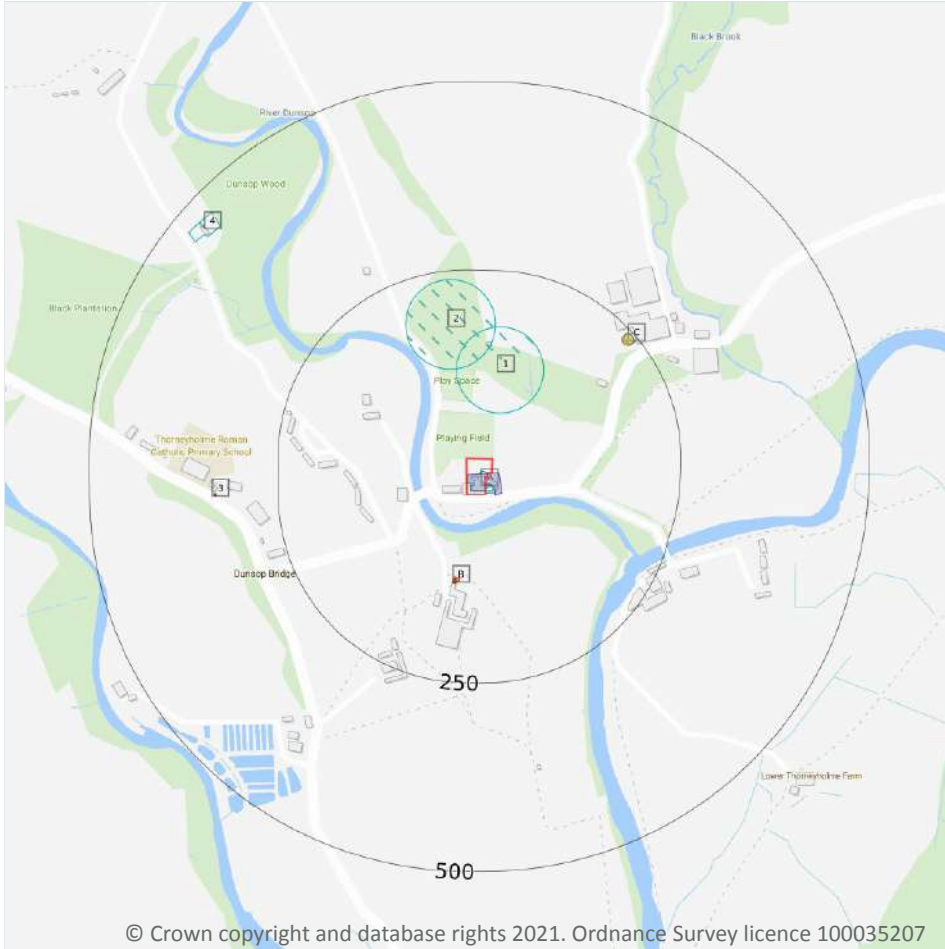 Black Brook
River Dunsop
Dunsop Wood
4
Black Plantation
2
C
1
Play Space
Playing Field
Thorneyholme Roman
Catholic Primary School
3
Dunsop Bridge
B
250
Lower Thorneyholme Farm
500
© Crown copyright and database rights 2021. Ordnance Survey licence 100035207